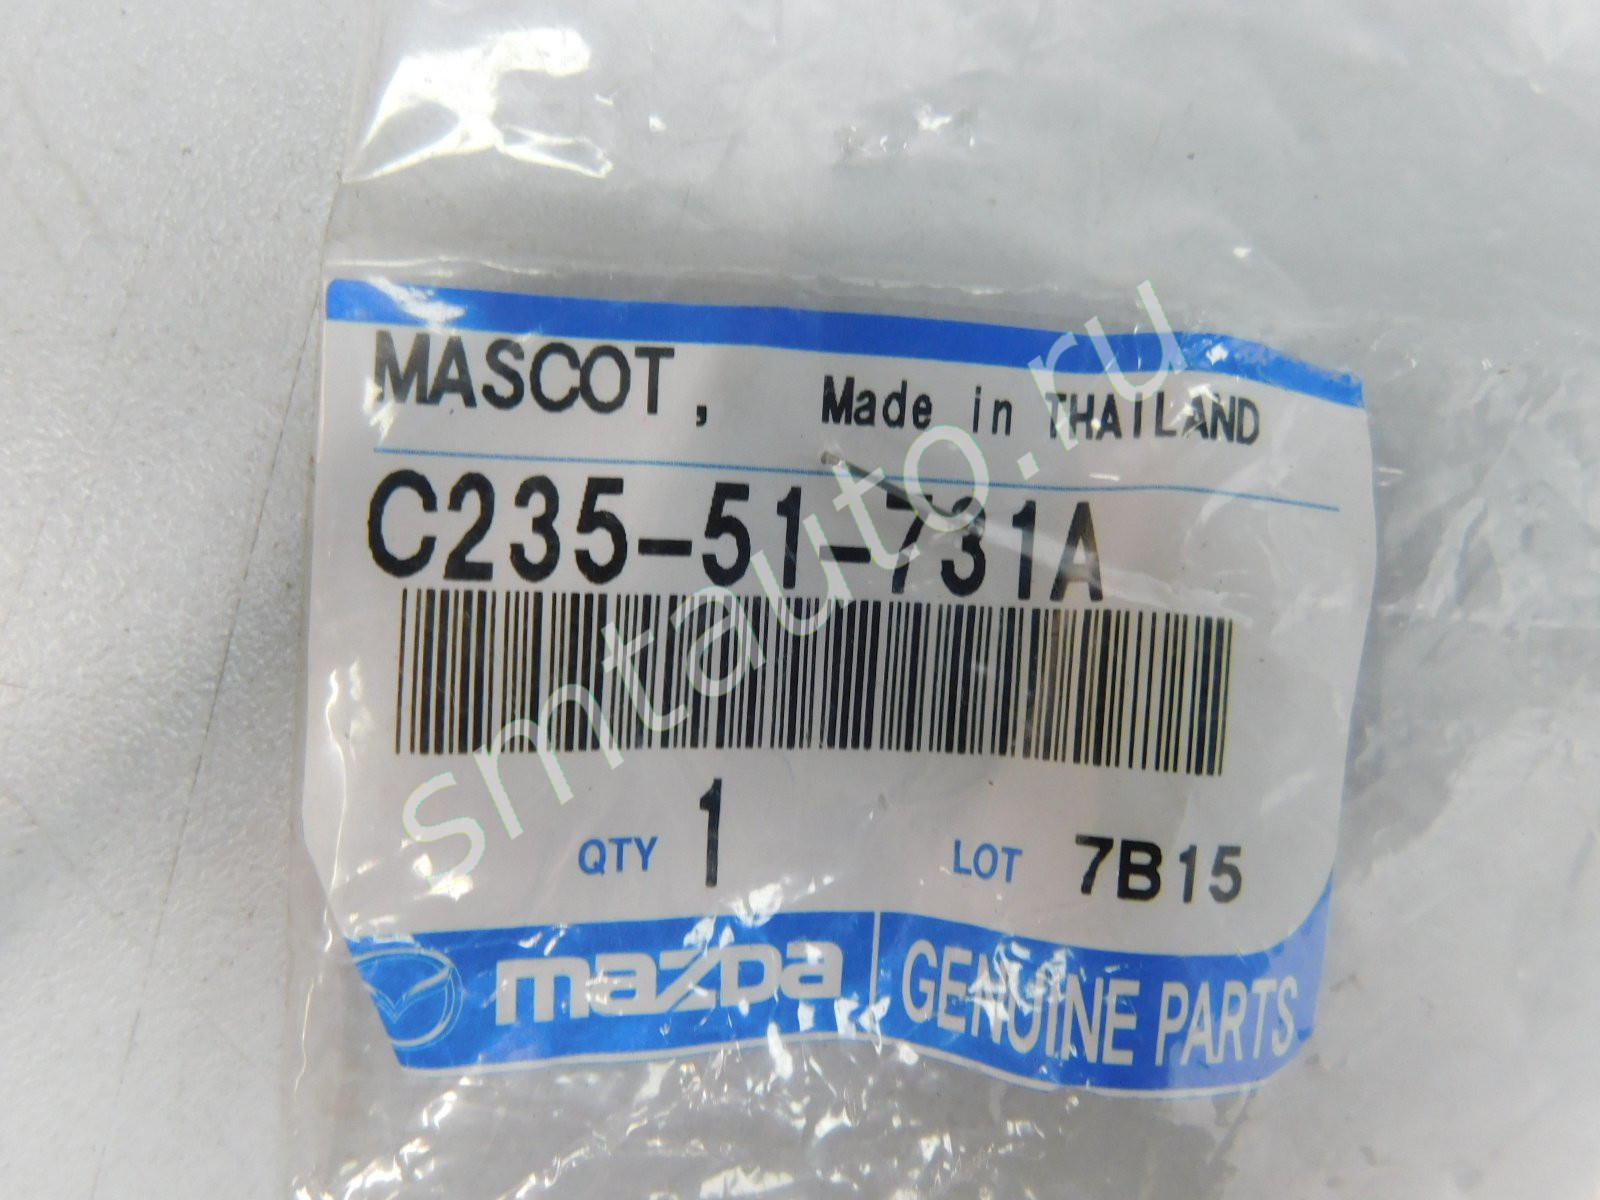 MASCOT, Made in THAILAND
C235-51-731A
QTY 1 LOT 7B15
mazda GENUINE PARTS
smtauto.ru